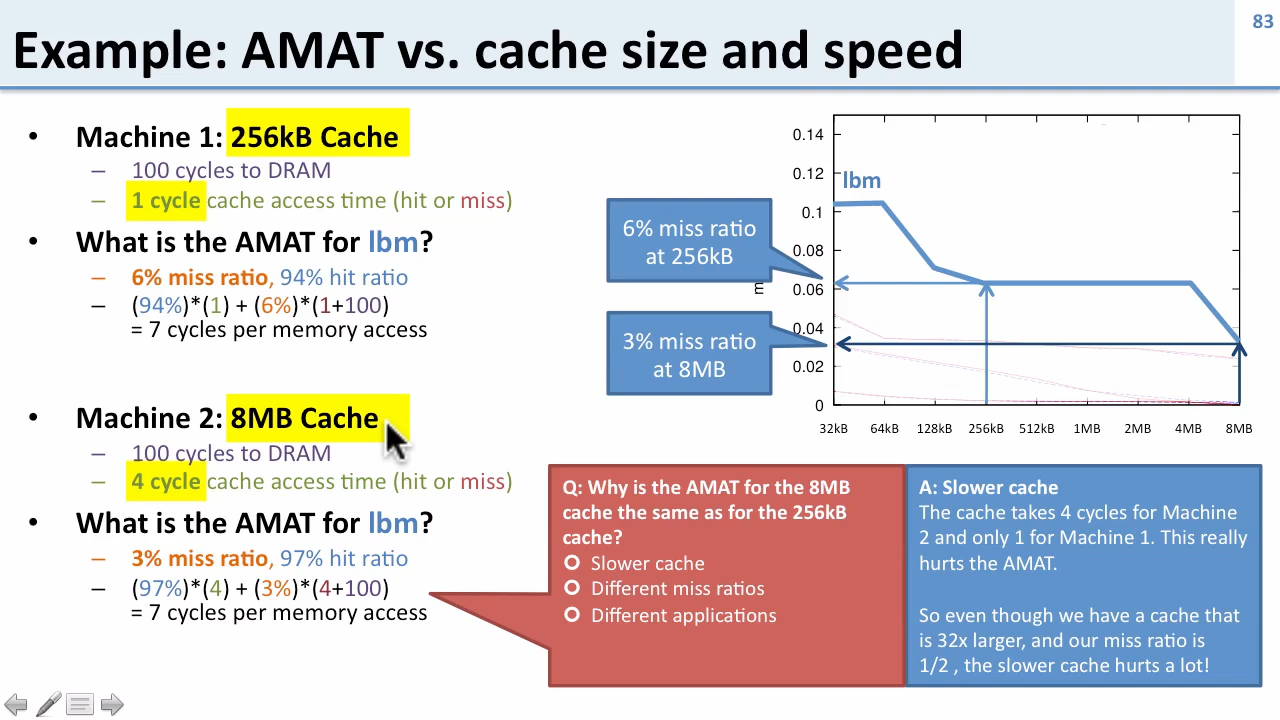 83
Example: AMAT vs. cache size and speed
• Machine 1: 256kB Cache
– 100 cycles to DRAM
– 1 cycle cache access time (hit or miss)
• What is the AMAT for lbm?
– 6% miss ratio, 94% hit ratio
– (94%)*(1) + (6%)*(1+100)
= 7 cycles per memory access
• Machine 2: 8MB Cache
– 100 cycles to DRAM
– 4 cycle cache access time (hit or miss)
• What is the AMAT for lbm?
– 3% miss ratio, 97% hit ratio
– (97%)*(4) + (3%)*(4+100)
= 7 cycles per memory access
6% miss ratio
at 256kB
3% miss ratio
at 8MB
0.14
0.12
0.1
0.08
0.06
0.04
0.02
0
lbm
32kB 64kB 128kB 256kB 512kB 1MB 2MB 4MB 8MB
Q: Why is the AMAT for the 8MB
cache the same as for the 256kB
cache?
Slower cache
Different miss ratios
Different applications
A: Slower cache
The cache takes 4 cycles for Machine
2 and only 1 for Machine 1. This really
hurts the AMAT.
So even though we have a cache that
is 32x larger, and our miss ratio is
1/2 , the slower cache hurts a lot!